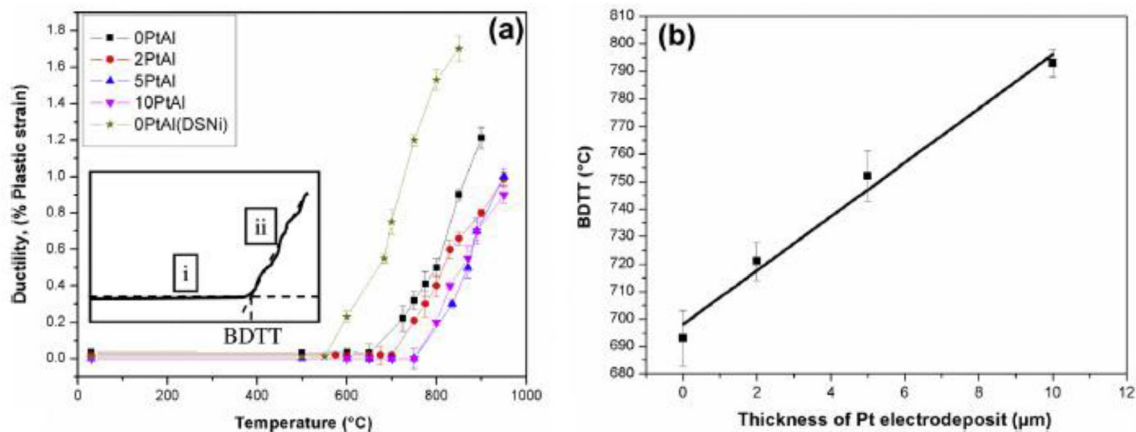 (a)
0PtAl
2PtAl
5PtAl
10PtAl
0PtAl(DSNi)
Ductility, (% Plastic strain)
1.8
1.6
1.4
1.2
1.0
0.8
0.6
0.4
0.2
0.0
i
ii
BDTT
0 200 400 600 800 1000
Temperature (°C)
(b)
BDTT (°C)
810
800
790
780
770
760
750
740
730
720
710
700
690
680
0 2 4 6 8 10 12
Thickness of Pt electrodeposit (µm)